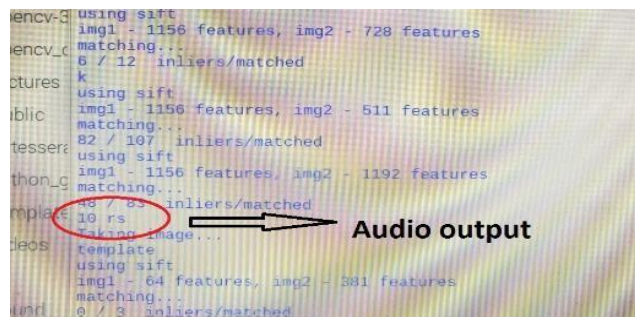 using sift
img1 - 1156 features, img2 - 728 features
matching...
6 / 12 inliers/matched
k
using sift
img1 - 1156 features, img2 - 511 features
matching...
82 / 107 inliers/matched
using sift
img1 - 1156 features, img2 - 1192 features
matching...
48 / 83 inliers/matched
10 rs
Taking image...
template
using sift
img1 - 64 features, img2 - 381 features
matching...
0 / 3 inliers/matched
Audio output